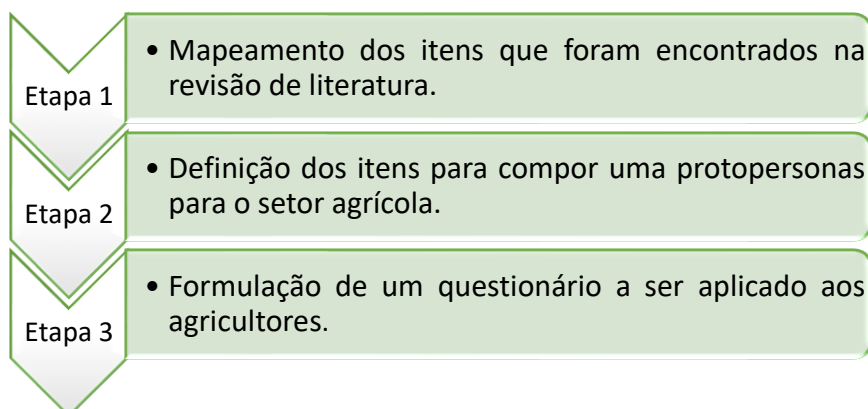 Etapa 1
• Mapeamento dos itens que foram encontrados na
revisão de literatura.
Etapa 2
• Definição dos itens para compor uma protopersonas
para o setor agrícola.
Etapa 3
• Formulação de um questionário a ser aplicado aos
agricultores.